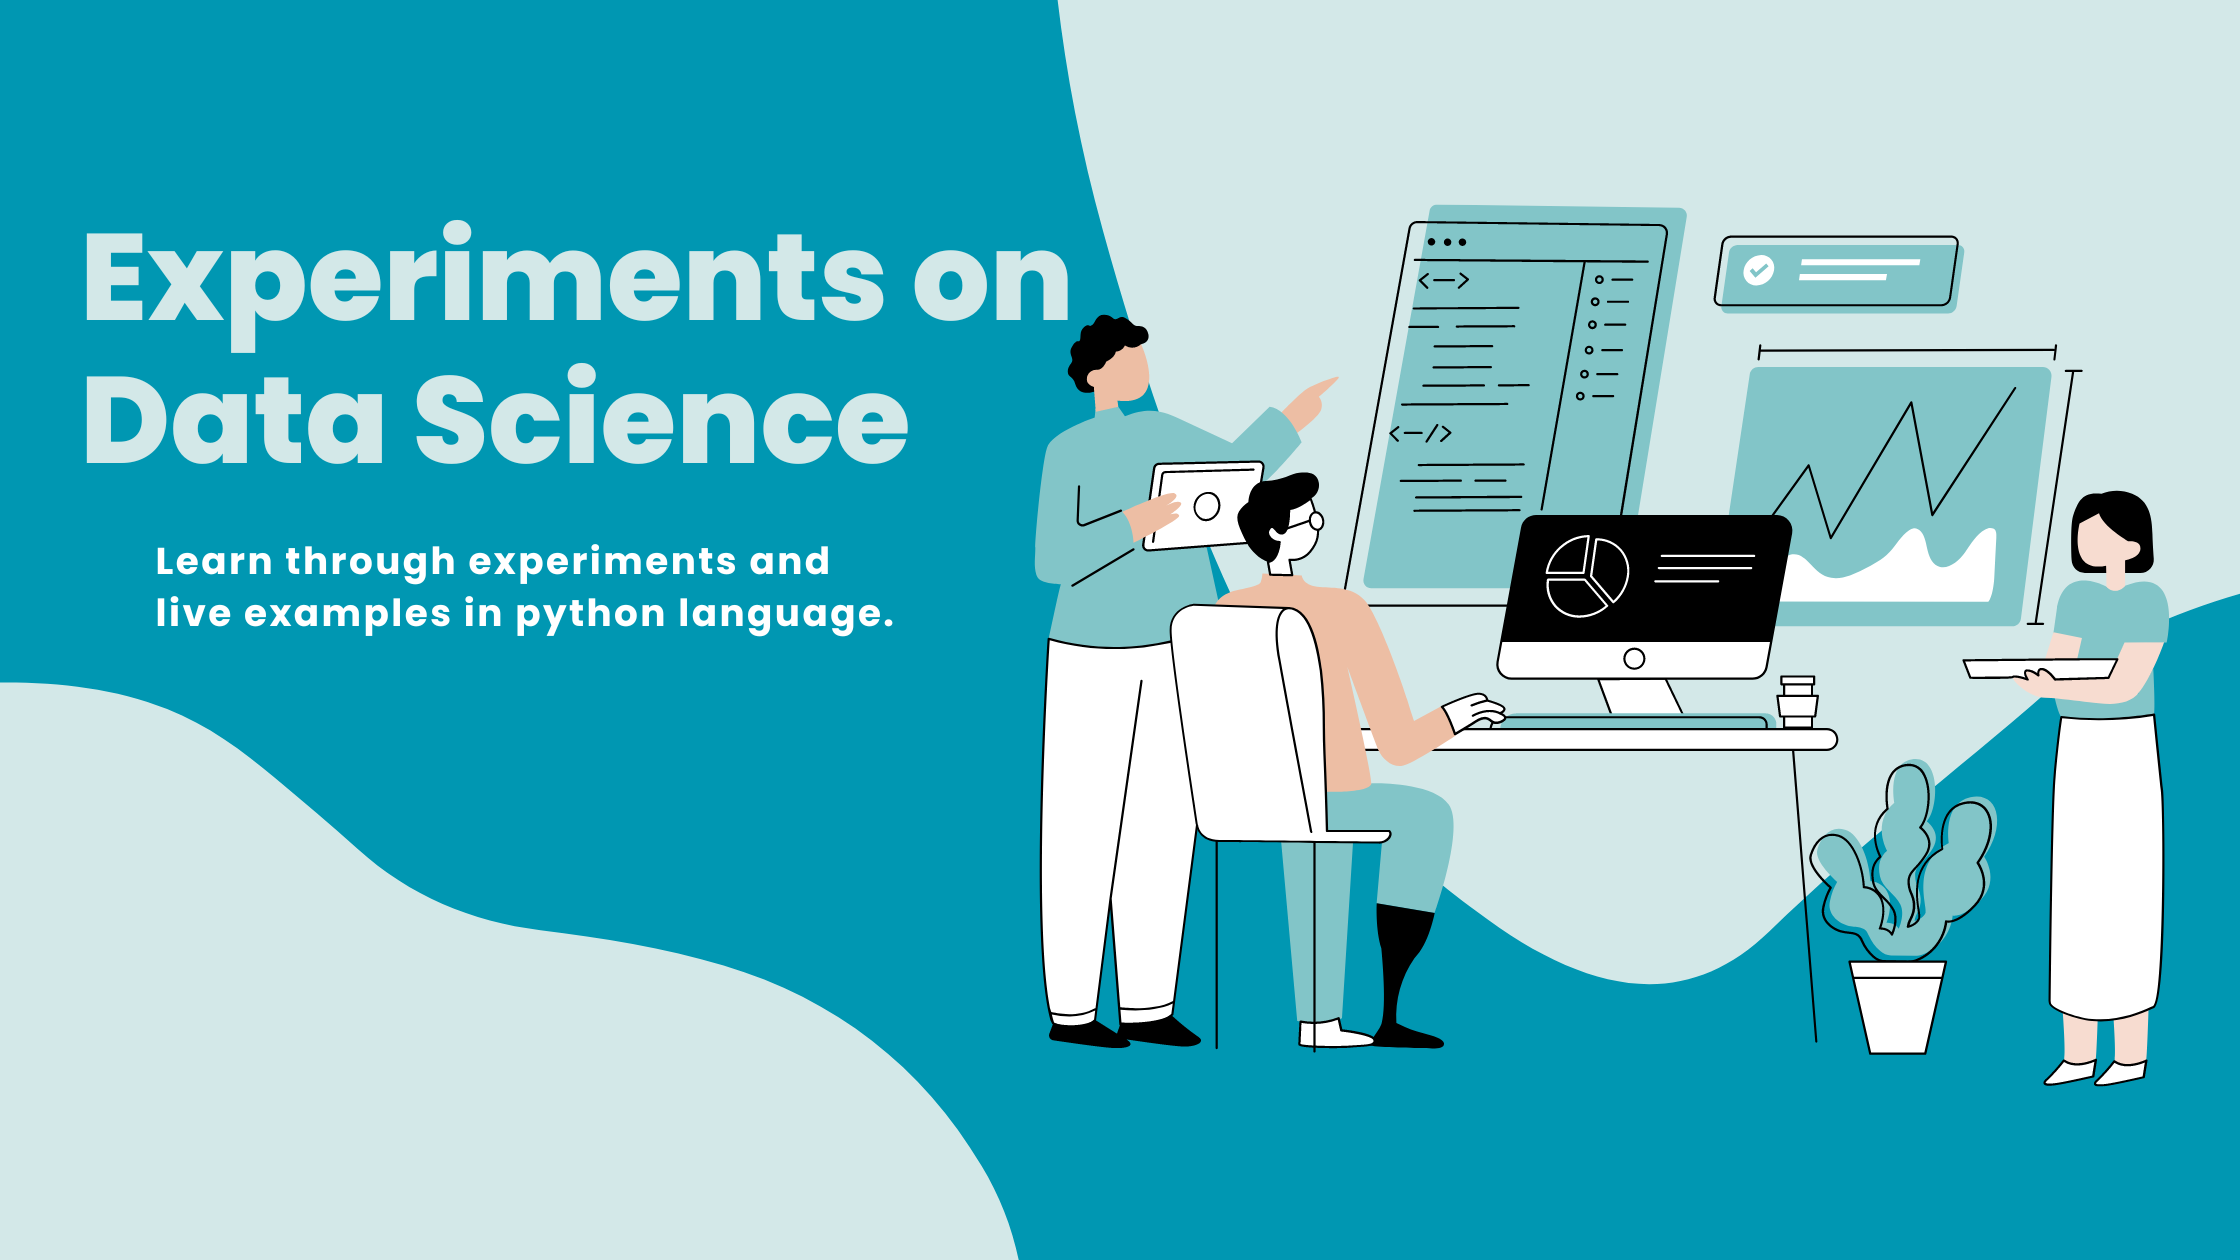 Experiments on
Data Science
Learn through experiments and
live examples in python language.